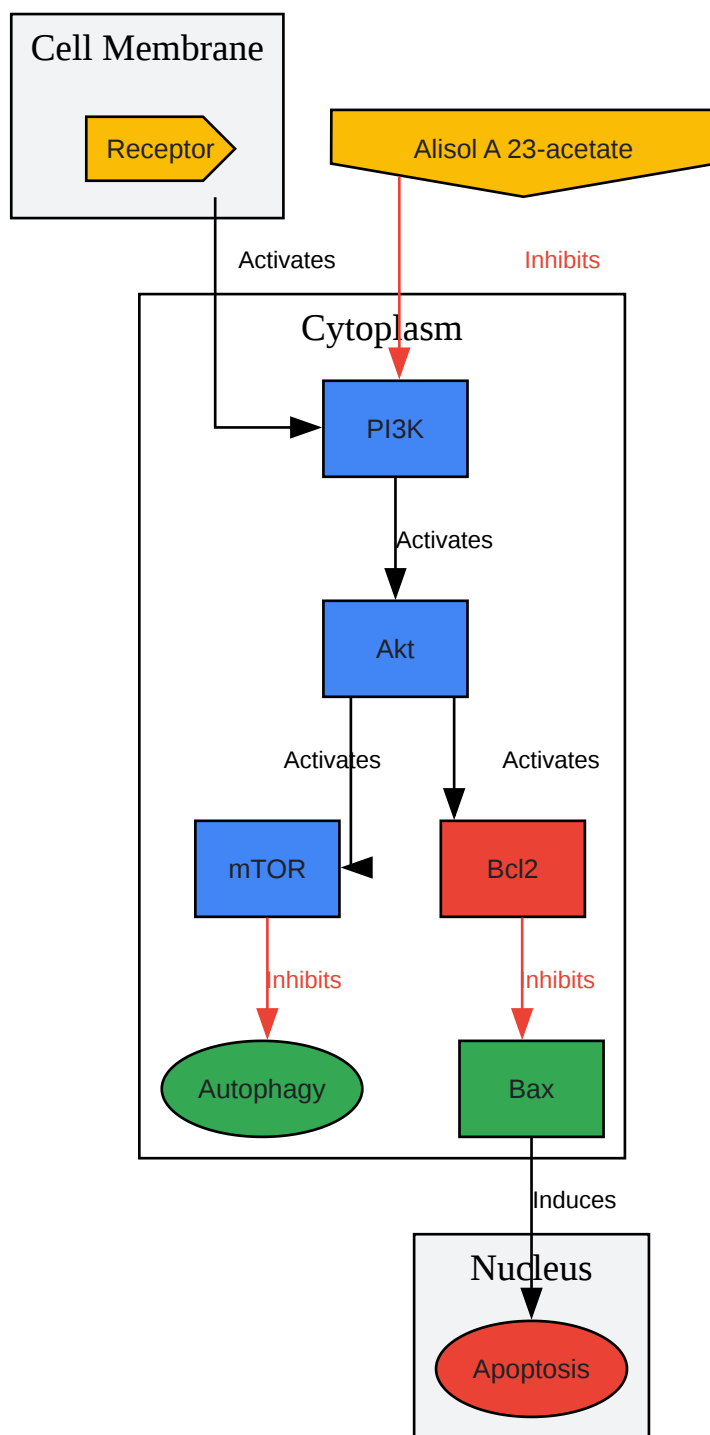 Cell Membrane
Receptor
Alisol A 23-acetate
Activates
Inhibits
Cytoplasm
PI3K
Activates
Akt
Activates
Activates
mTOR
Bcl2
Inhibits
Inhibits
Autophagy
Bax
Induces
Nucleus
Apoptosis